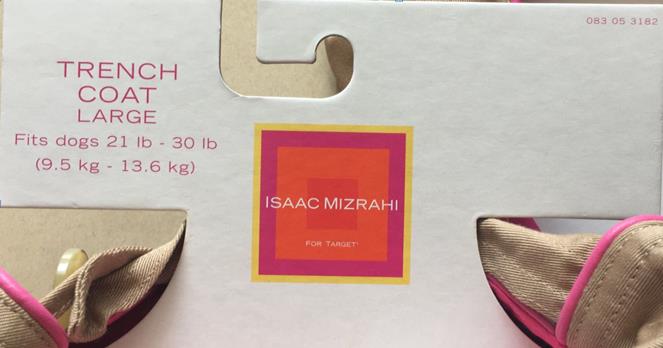 083 05 3182
TRENCH
COAT
LARGE
Fits dogs 21 lb - 30 lb
(9.5 kg - 13.6 kg)
ISAAC MIZRAHI
FOR TARGET